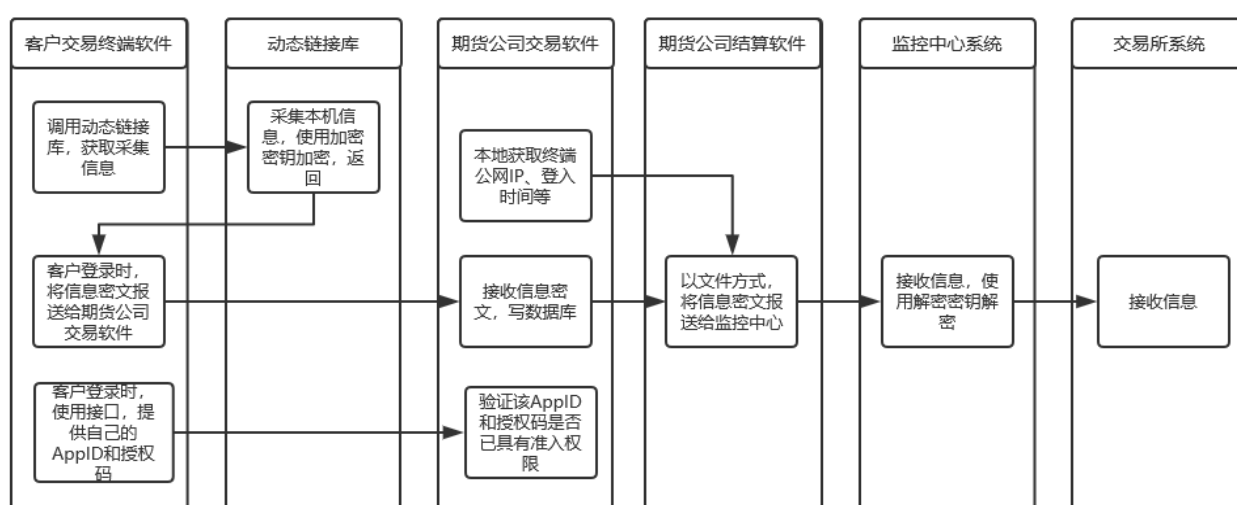 客户交易终端软件
动态链接库
期货公司交易软件
期货公司结算软件
监控中心系统
交易所系统
调用动态链接
库，获取采集
信息
采集本机信
息，使用加密
密钥加密，返
回
本地获取终端
公网IP、登入
时间等
客户登录时，
将信息密文报
送给期货公司
交易软件
接收信息密
文，写数据库
以文件方式，
将信息密文报
送给监控中心
接收信息，使
用解密密钥解
密
接收信息
客户登录时，
使用接口，提
供自己的
AppID和授权
码
验证该AppID
和授权码是否
已具有准入权
限